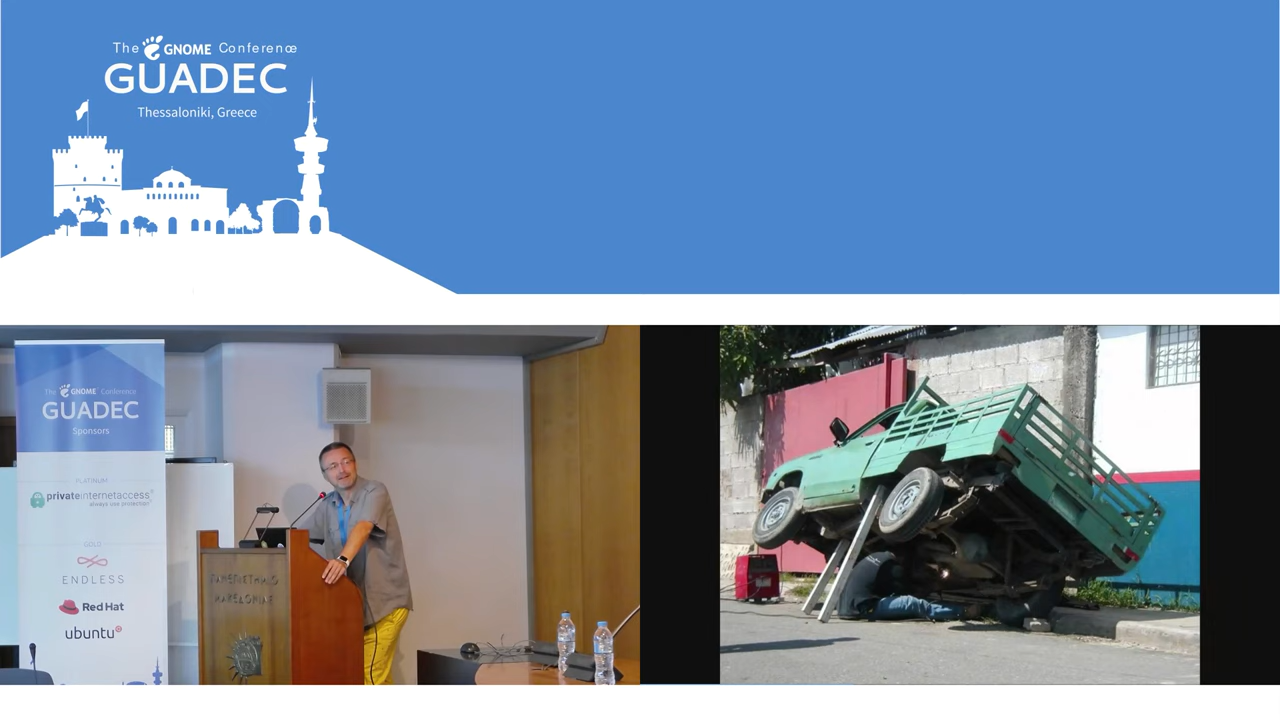 The GNOME Conference
GUADEC
Thessaloniki, Greece
The GNOME Conference
GUADEC
Sponsors
PLATINUM
privateinternetaccess
always use protection
GOLD
ENDLESS
Red Hat
ubuntu
ΠΑΝΕΠΙΣΤΗΜΙΟ
ΜΑΚΕΔΟΝΙΑΣ